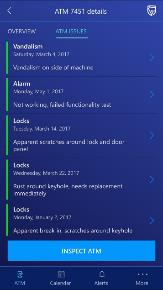 ATM 7451 details
OVERVIEW
ATM ISSUES
Vandalism
Saturday, March 4, 2017
Vandalism on side of machine
Alarm
Monday, May 1, 2017
Not working, failed functionality test
Locks
Tuesday, March 14, 2017
Apparent scratches around lock and door
panel
Locks
Wednesday, March 22, 2017
Rust around keyhole, needs replacement
immediately
Locks
Monday, January 2, 2017
Apparent break in, scratches around keyhole
INSPECT ATM
ATM
Calendar
Alerts
More